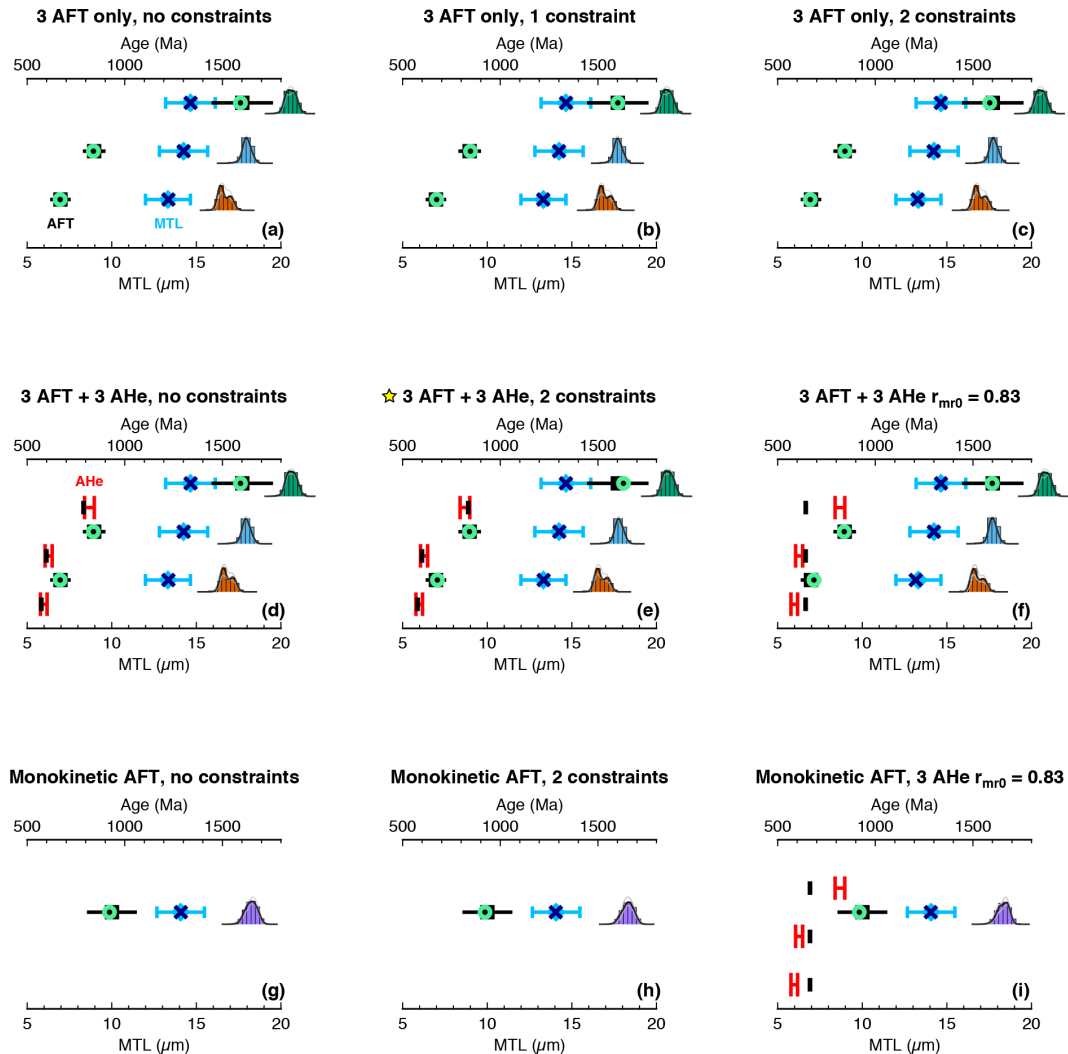 3 AFT only, no constraints
Age (Ma)
500 1000 1500
AFT
MTL
(a)
5 10 15 20
MTL (µm)
3 AFT only, 1 constraint
Age (Ma)
500 1000 1500
(b)
5 10 15 20
MTL (µm)
3 AFT only, 2 constraints
Age (Ma)
500 1000 1500
(c)
5 10 15 20
MTL (µm)
3 AFT + 3 AHe, no constraints
Age (Ma)
500 1000 1500
AHe
(d)
5 10 15 20
MTL (µm)
3 AFT + 3 AHe, 2 constraints
Age (Ma)
500 1000 1500
(e)
5 10 15 20
MTL (µm)
3 AFT + 3 AHe rmr0 = 0.83
Age (Ma)
500 1000 1500
(f)
5 10 15 20
MTL (µm)
Monokinetic AFT, no constraints
Age (Ma)
500 1000 1500
(g)
5 10 15 20
MTL (µm)
Monokinetic AFT, 2 constraints
Age (Ma)
500 1000 1500
(h)
5 10 15 20
MTL (µm)
Monokinetic AFT, 3 AHe rmr0 = 0.83
Age (Ma)
500 1000 1500
(i)
5 10 15 20
MTL (µm)